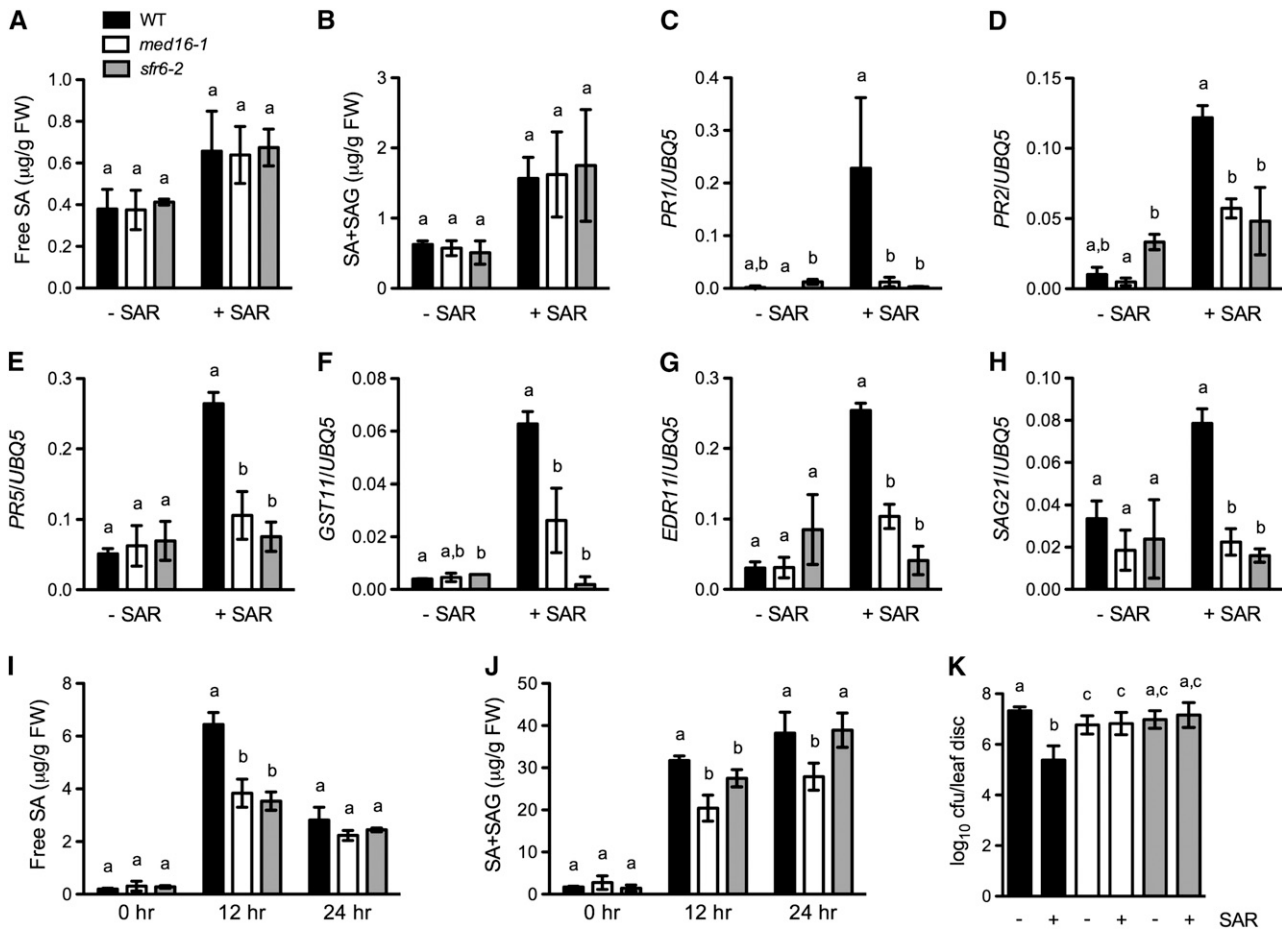 A
WT
med16-1
sfr6-2
Free SA (µg/g FW)
1.0
0.8
0.6
0.4
0.2
0.0
a
a
a
a
a
a
- SAR
+ SAR
B
SA+SAG (µg/g FW)
3
2
1
0
a
a
a
a
a
a
- SAR
+ SAR
C
PR1/UBQ5
0.4
0.3
0.2
0.1
0.0
a,b
a
b
a
b
b
- SAR
+ SAR
D
PR2/UBQ5
0.15
0.10
0.05
0.00
a,b
a
b
a
b
b
- SAR
+ SAR
E
PR5/UBQ5
0.3
0.2
0.1
0.0
a
a
a
a
b
b
- SAR
+ SAR
F
GST11/UBQ5
0.08
0.06
0.04
0.002
0.000
a
a,b
b
a
b
b
- SAR
+ SAR
G
EDR11/UBQ5
0.3
0.2
0.1
0.0
a
a
a
a
b
b
- SAR
+ SAR
H
SAG21/UBQ5
0.10
0.08
0.06
0.04
0.02
0.00
a
a
a
a
b
b
- SAR
+ SAR
I
Free SA (µg/g FW)
8
6
4
2
0
a
a
a
a
b
b
a
a
a
0 hr
12 hr
24 hr
J
SA+SAG (µg/g FW)
50
40
30
20
10
0
a
a
a
a
b
b
a
b
a
0 hr
12 hr
24 hr
K
log10 cfu/leaf disc
8
6
4
2
0
a
b
c
c
a,c
a,c
- + - + - + SAR